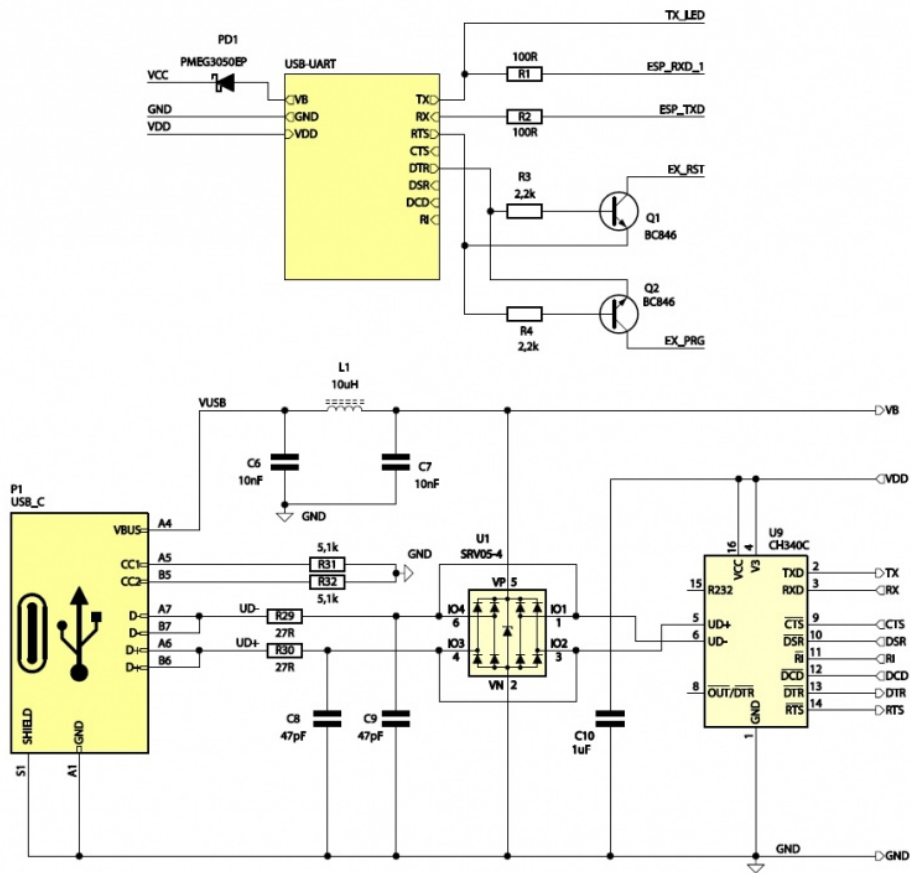 TX_LED
PD1
PMEG3050EP
USB-UART
100R
R1
ESP_RXD_1
VCC
VB
TX
GND
GND
RX
R2
ESP_TXD
VDD
VDD
RTS
100R
CTS
DTR
R3
EX_RST
DSR
2,2k
DCD
RI
Q1
BC846
Q2
BC846
R4
2,2k
EX_PRG
L1
10uH
VUSB
VB
C6
10nF
C7
10nF
GND
VDD
P1
USB_C
VBUS
A4
U9
CH340C
16
4
VCC
V3
CC1
A5
5,1k
R31
GND
CC2
B5
R32
5,1k
U1
SRV05-4
VP
5
TXD
2
TX
15
R232
RXD
3
RX
D-
A7
UD-
R29
IO4
6
IO1
1
5
UD+
CTS
9
CTS
D-
B7
27R
6
UD-
DSR
10
DSR
D+
A6
UD+
R30
IO3
4
IO2
3
RI
11
RI
D+
B6
27R
DCD
12
DCD
VN
2
8
OUT/DTR
DTR
13
DTR
RTS
14
RTS
GND
1
SHIELD
GND
C8
47pF
C9
47pF
C10
1uF
S1
A1
GND
GND